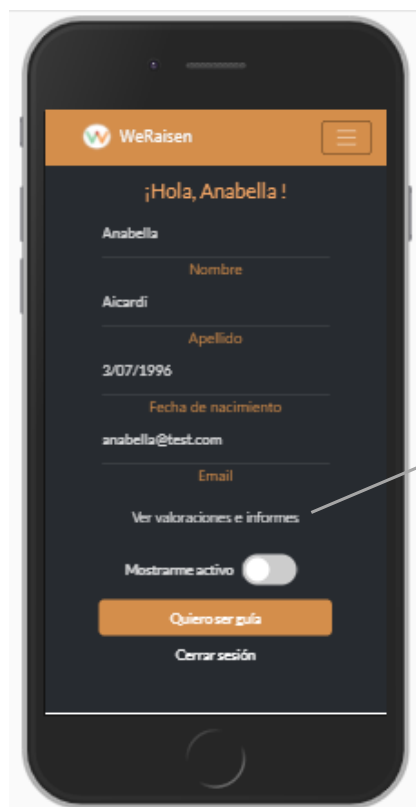 WeRaisen
¡Hola, Anabella !
Anabella
Nombre
Aicardi
Apellido
3/07/1996
Fecha de nacimiento
anabella@test.com
Email
Ver valoraciones e informes
Mostrarme activo
Quiero ser guía
Cerrar sesión